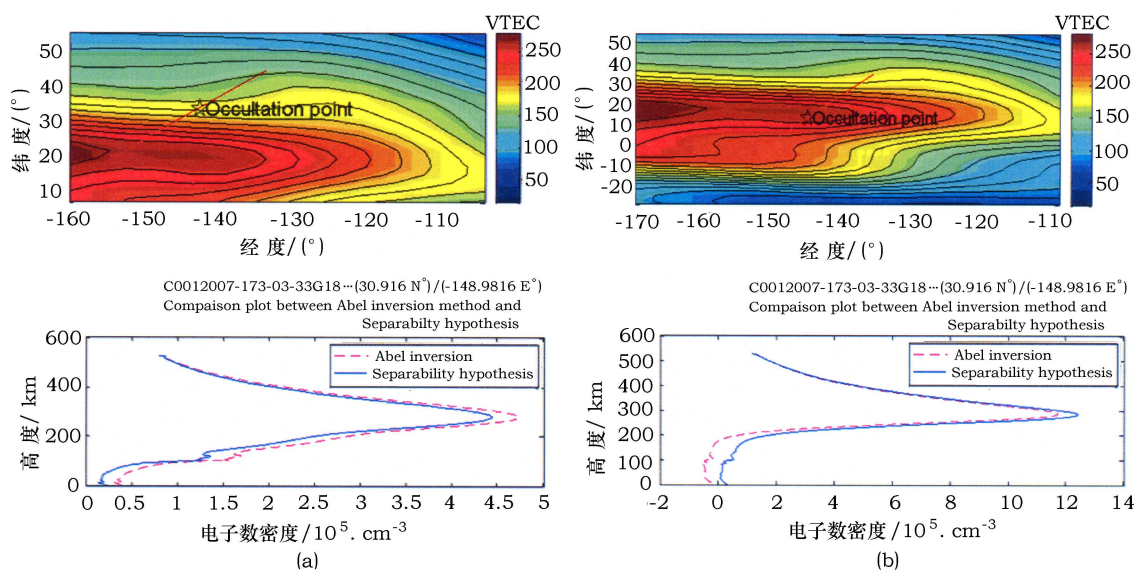 VTEC
50
40
30
20
10
纬 度/(°)
☆Occultation point
-160
-150
-140
-130
-120
-110
经 度/(°)
250
200
150
100
50
VTEC
50
40
30
20
10
0
-10
-20
纬 度/(°)
☆Occultation point
-170
-160
-150
-140
-130
-120
-110
经 度/(°)
250
200
150
100
50
C0012007-173-03-33G18···(30.916 N°)/(-148.9816 E°)
Compaison plot between Abel inversion method and
Separabilty hypothesis
600
400
200
0
高 度/ km
Abel inversion
Separability hypothesis
0
0.5
1
1.5
2
2.5
3
3.5
4
4.5
5
电子数密度/10⁵. cm⁻³
(a)
C0012007-173-03-33G18···(30.916 N°)/(-148.9816 E°)
Compaison plot between Abel inversion method and
Separabilty hypothesis
600
500
400
300
200
100
0
高 度/ km
Abel inversion
Separability hypothesis
-2
0
2
4
6
8
10
12
14
电子数密度/10⁵. cm⁻³
(b)